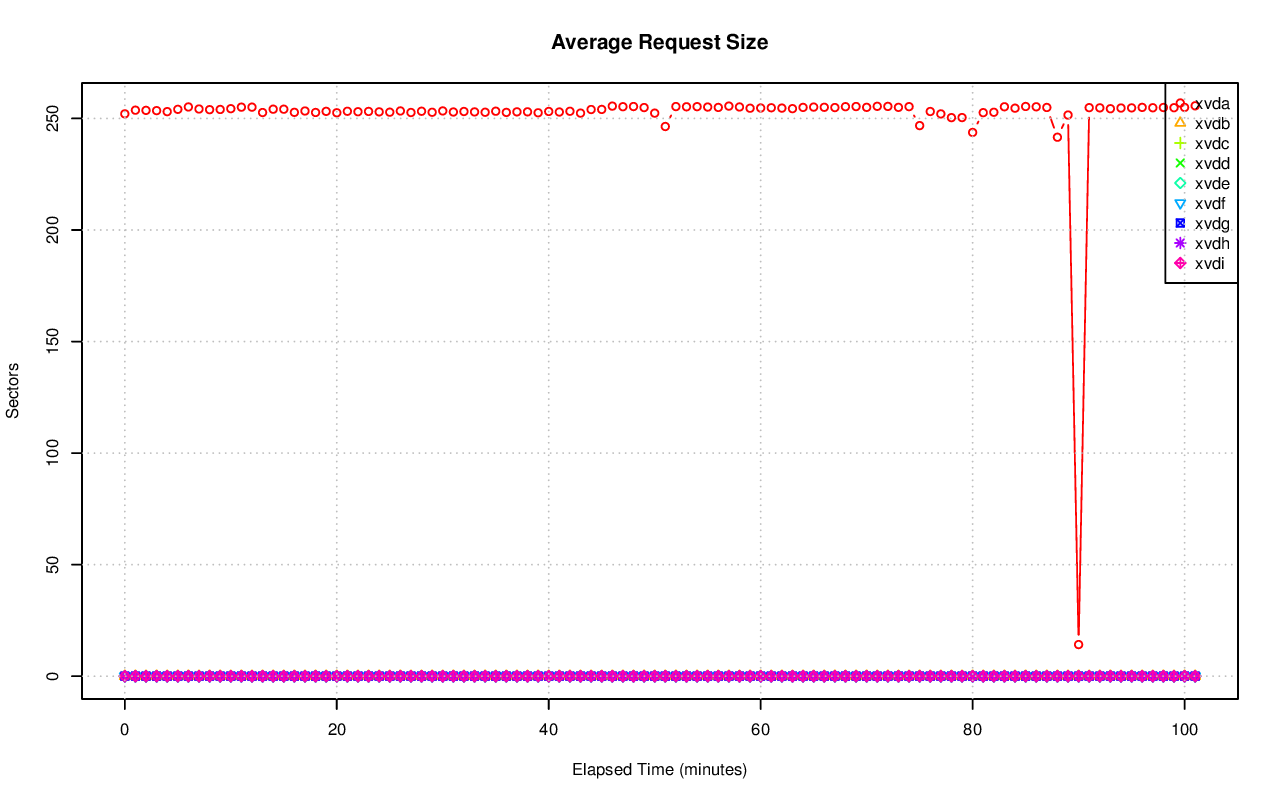 Average Request Size
250
200
150
100
50
0
Sectors
0 20 40 60 80 100
Elapsed Time (minutes)
xvda
xvdb
xvdc
xvdd
xvde
xvdf
xvdg
xvdh
xvdi